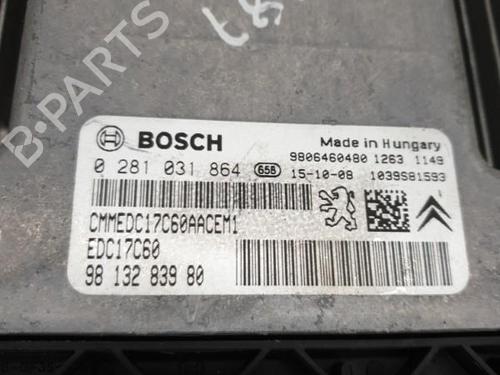 B-PARTS
BOSCH
Made in Hungary
0 281 031 864 656
9806460480 1263 1149
15-10-08 1039S81593
CMMEDC17C60AACEM1
EDC17C60
98 132 839 80